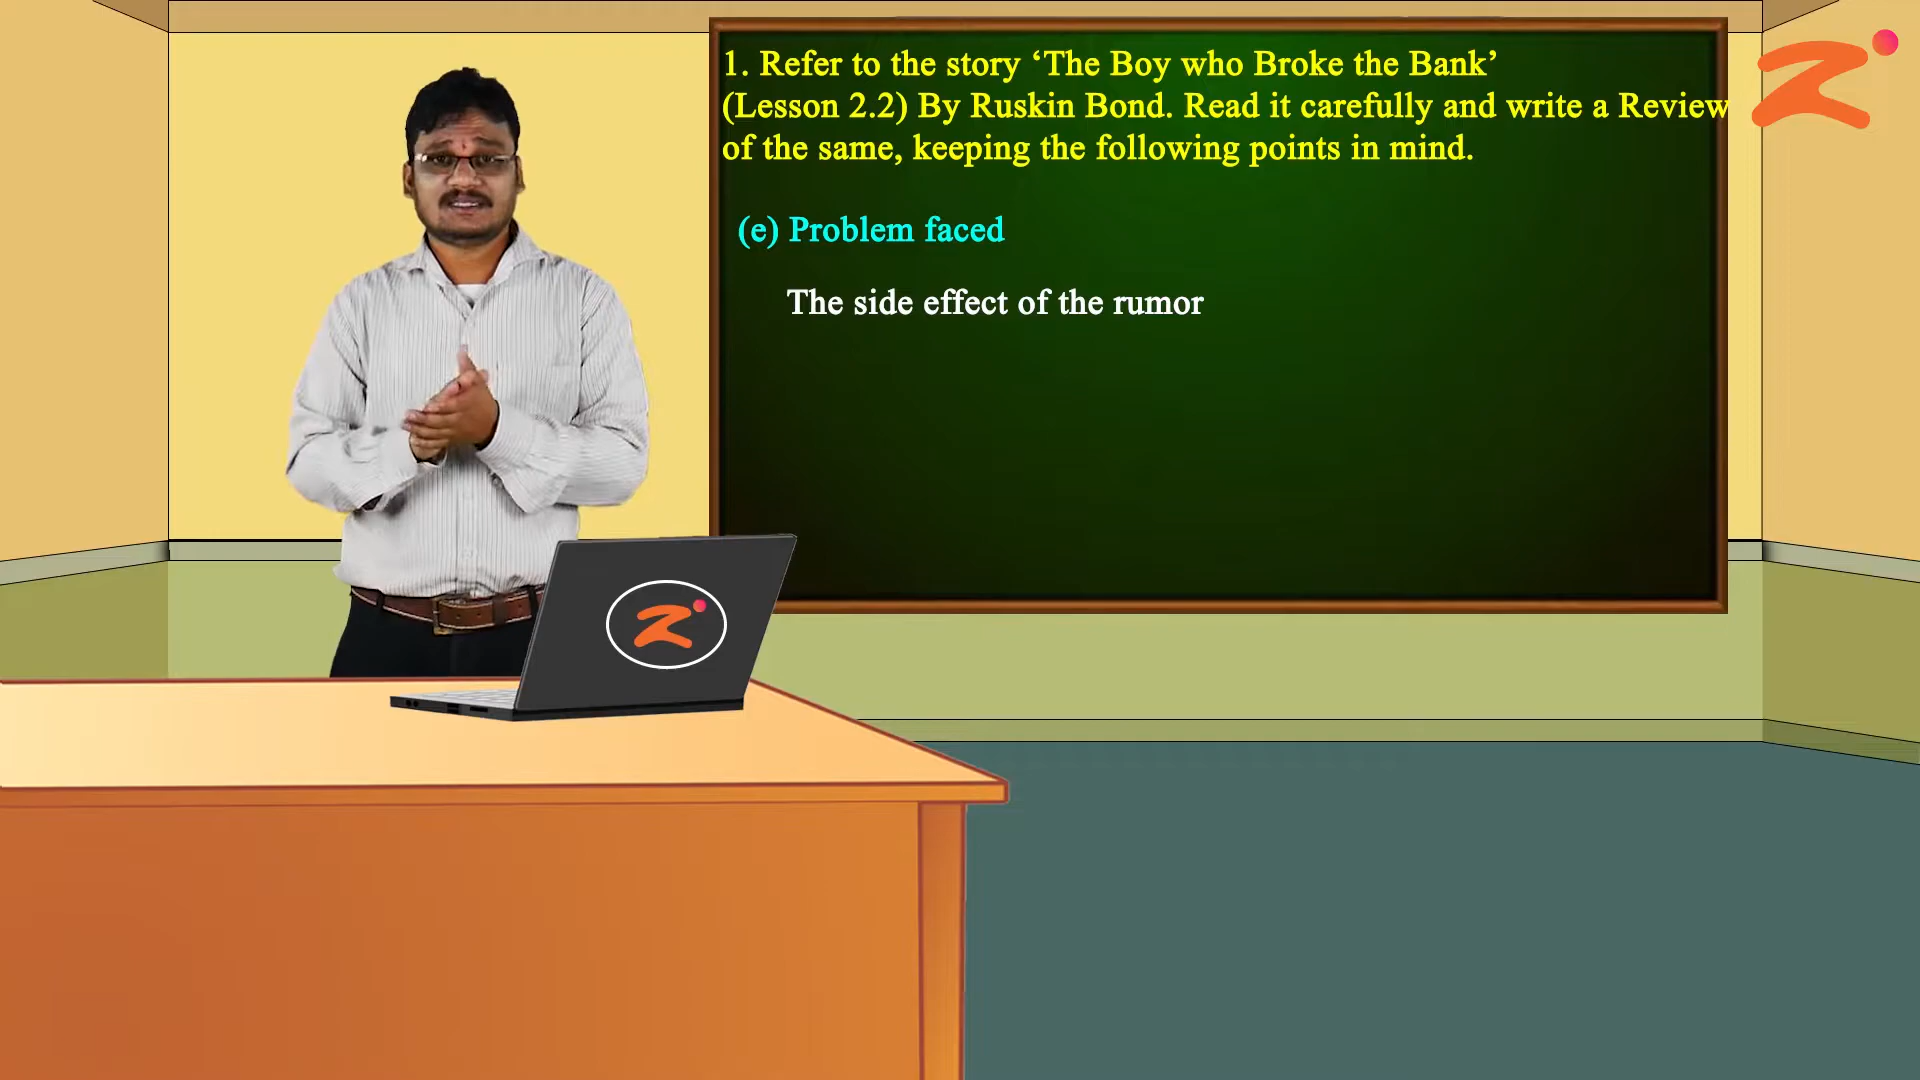 1. Refer to the story ‘The Boy who Broke the Bank’
(Lesson 2.2) By Ruskin Bond. Read it carefully and write a Review
of the same, keeping the following points in mind.
(e) Problem faced
The side effect of the rumor